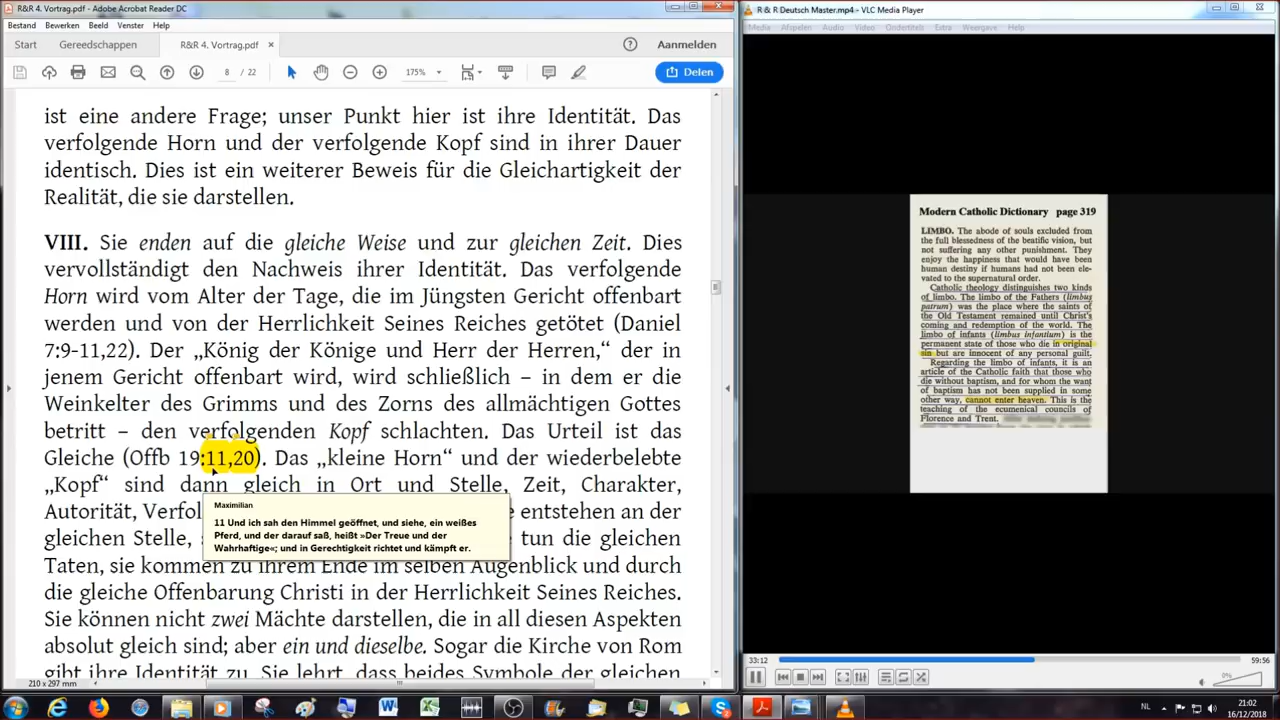 R&R 4. Vortrag.pdf - Adobe Acrobat Reader DC
Bestand Bewerken Beeld Venster Help
Start Gereedschappen R&R 4. Vortrag.pdf × Aanmelden
8 / 22 175% Delen
ist eine andere Frage; unser Punkt hier ist ihre Identität. Das
verfolgende Horn und der verfolgende Kopf sind in ihrer Dauer
identisch. Dies ist ein weiterer Beweis für die Gleichartigkeit der
Realität, die sie darstellen.
VIII. Sie enden auf die gleiche Weise und zur gleichen Zeit. Dies
vervollständigt den Nachweis ihrer Identität. Das verfolgende
Horn wird vom Alter der Tage, die im Jüngsten Gericht offenbart
werden und von der Herrlichkeit Seines Reiches getötet (Daniel
7;9-11,22). Der „König der Könige und Herr der Herren,“ der in
jenem Gericht offenbart wird, wird schließlich – in dem er die
Weinkelter des Grimms und des Zorns des allmächtigen Gottes
betritt – den verfolgenden Kopf schlachten. Das Urteil ist das
Gleiche (Offb 19:11,20). Das „kleine Horn“ und der wiederbelebte
„Kopf“ sind dann gleich in Ort und Stelle, Zeit, Charakter,
Autorität, Verfol
e entstehen an der
gleichen Stelle,
tun die gleichen
Maximilian
11 Und ich sah den Himmel geöffnet, und siehe, ein weißes
Pferd, und der darauf saß, heißt »Der Treue und der
Wahrhaftige«; und in Gerechtigkeit richtet und kämpft er.
Taten, sie kommen zu ihrem Ende im selben Augenblick und durch
die gleiche Offenbarung Christi in der Herrlichkeit Seines Reiches.
Sie können nicht zwei Mächte darstellen, die in all diesen Aspekten
absolut gleich sind; aber ein und dieselbe. Sogar die Kirche von Rom
gibt ihre Identität zu. Sie lehrt, dass beides Symbole der gleichen
210 x 297 mm
R & R Deutsch Master.mp4 - VLC Media Player
Media Afspelen Audio Video Ondertitels Extra Weergave Help
Modern Catholic Dictionary page 319
LIMBO. The abode of souls excluded from
the full blessedness of the beatific vision, but
not suffering any other punishment. They
enjoy the happiness that would have been
human destiny if humans had not been ele-
vated to the supernatural order.
Catholic theology distinguishes two kinds
of limbo. The limbo of the Fathers (limbus
patrum) was the place where the saints of
the Old Testament remained until Christ's
coming and redemption of the world. The
limbo of infants (limbus infantium) is the
permanent state of those who die in original
sin but are innocent of any personal guilt.
Regarding the limbo of infants, it is an
article of the Catholic faith that those who
die without baptism, and for whom the want
of baptism has not been supplied in some
other way, cannot enter heaven. This is the
teaching of the ecumenical councils of
Florence and Trent.
33:12 59:56
0%
NL 21:02
16/12/2018